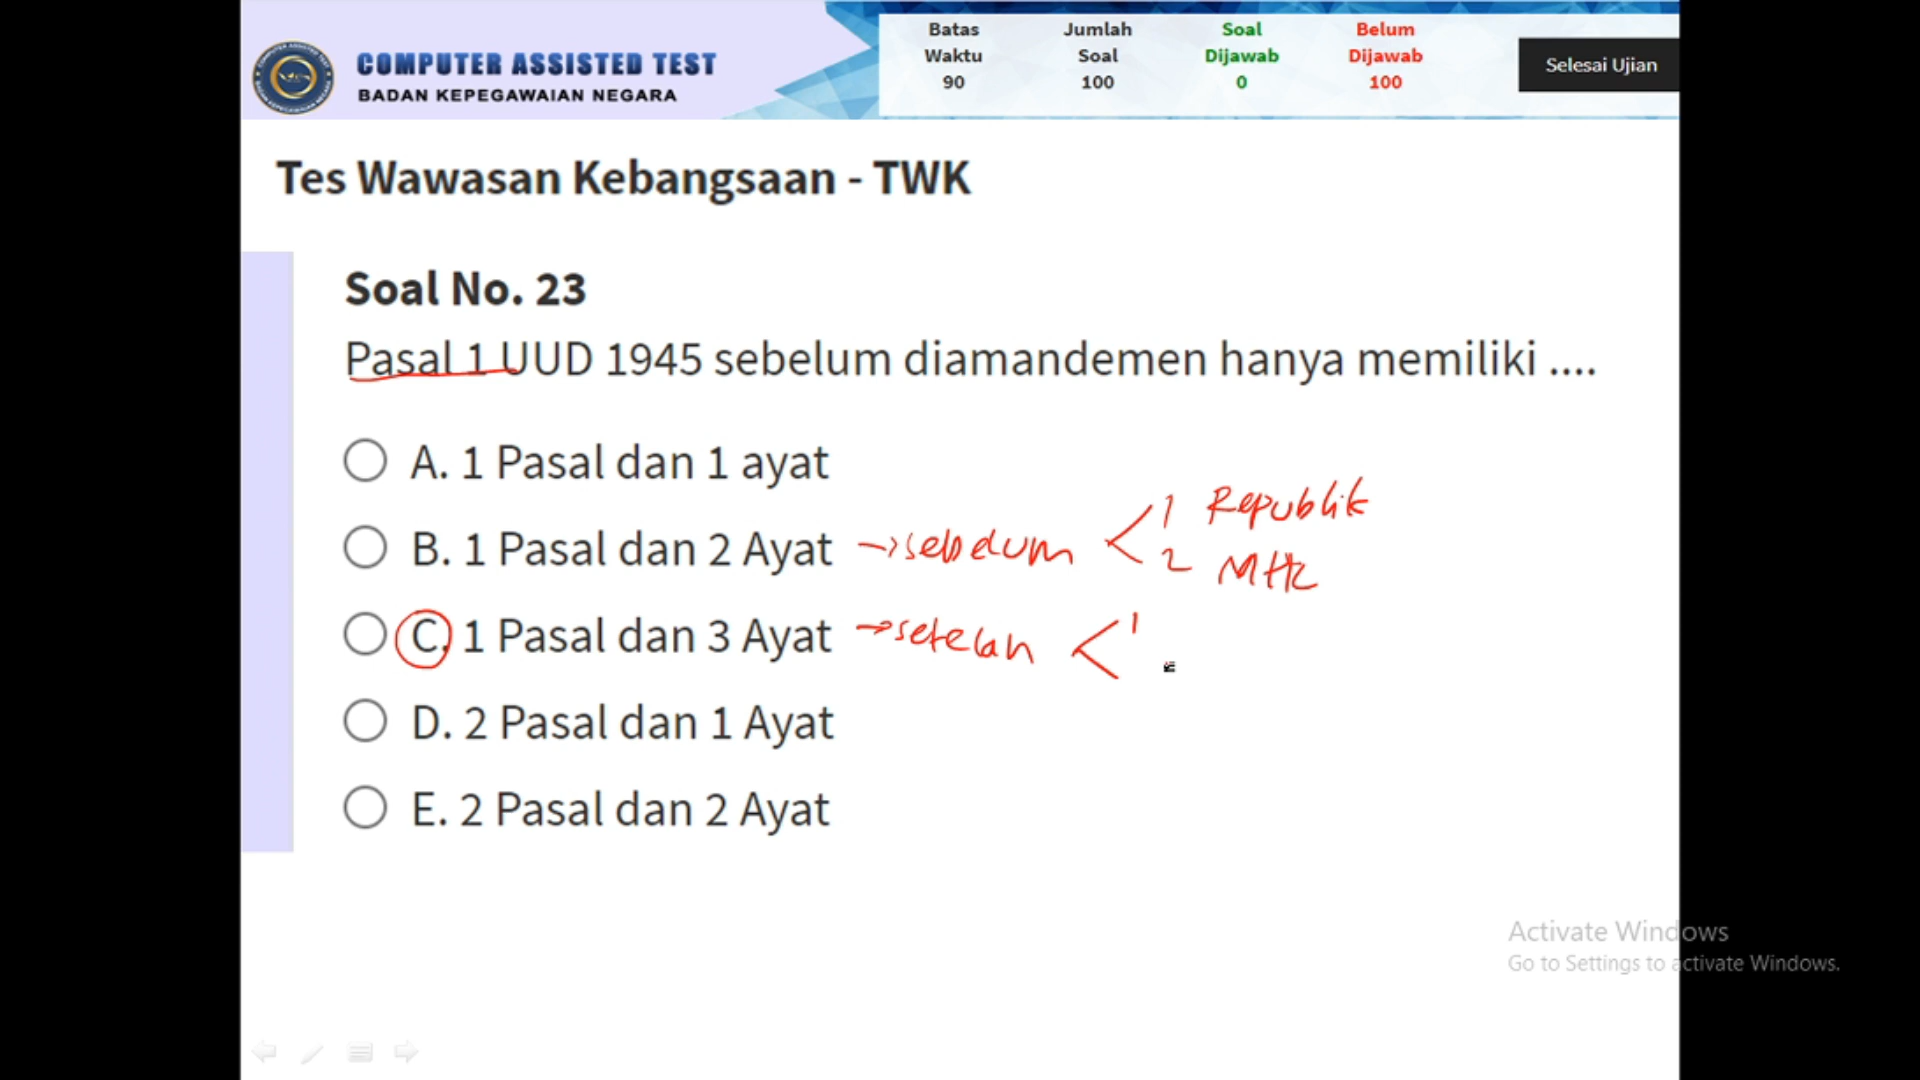 COMPUTER ASSISTED TEST
BADAN KEPEGAWAIAN NEGARA
Batas Waktu 90
Jumlah Soal 100
Soal Dijawab 0
Belum Dijawab 100
Selesai Ujian
Tes Wawasan Kebangsaan - TWK
Soal No. 23
Pasal 1 UUD 1945 sebelum diamandemen hanya memiliki ....
A. 1 Pasal dan 1 ayat
B. 1 Pasal dan 2 Ayat → sebelum < 1 Republik
2 MPR
C. 1 Pasal dan 3 Ayat → setelah < 1
D. 2 Pasal dan 1 Ayat
E. 2 Pasal dan 2 Ayat
Activate Windows
Go to Settings to activate Windows.